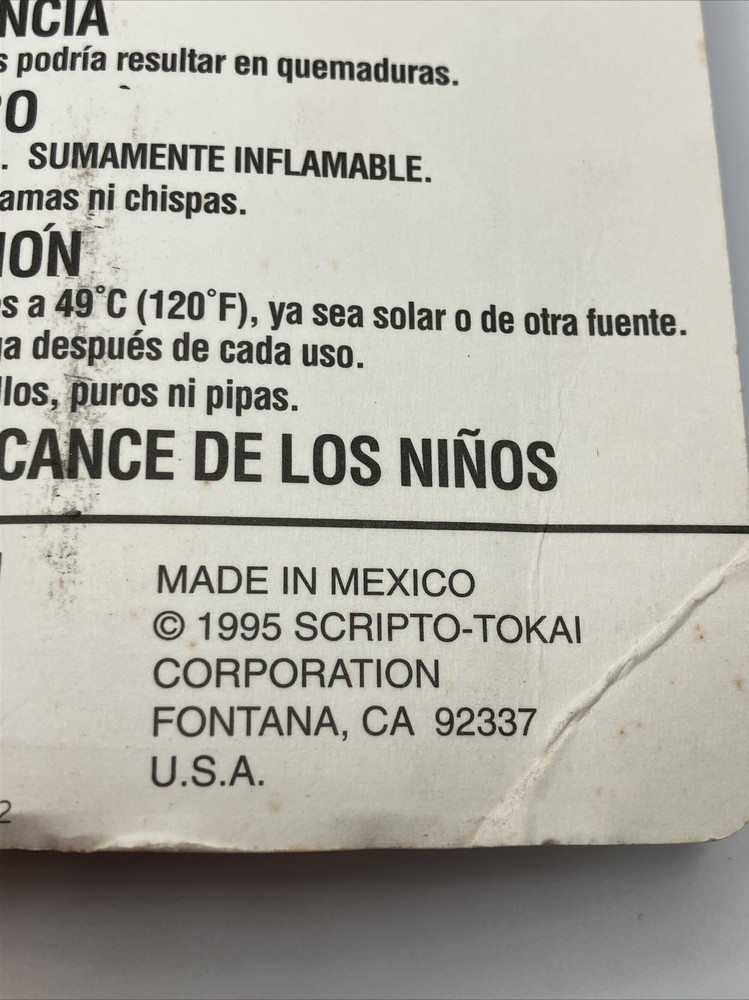 NCIA
s podría resultar en quemaduras.
RO
. SUMAMENTE INFLAMABLE.
amas ni chispas.
IÓN
s a 49°C (120°F), ya sea solar o de otra fuente.
a después de cada uso.
llos, puros ni pipas.
CANCE DE LOS NIÑOS
MADE IN MEXICO
© 1995 SCRIPTO-TOKAI
CORPORATION
FONTANA, CA 92337
U.S.A.
2